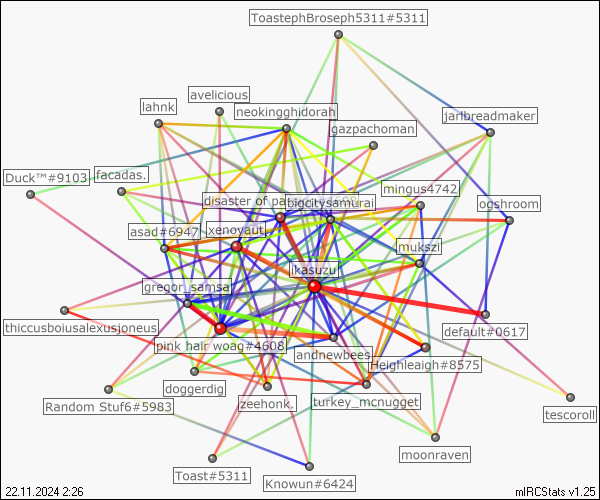 ToastephBroseph5311#5311
avelicious
lahnk
neokingghidorah
jarlbreadmaker
gazpachoman
Duck™#9103
facadas.
mingus4742
disaster of pa
bigcitysamurai
ogshroom
asad#6947
xenoyaut
mukszi
ikasuzu
gregor_samsa
thiccusboiusalexusjoneus
default#0617
pink hair woag#4608
andnewbees
Heighleaigh#8575
doggerdig
Random Stuf6#5983
zeehonk.
turkey_mcnugget
tescoroll
moonraven
Toast#5311
Knowun#6424
22.11.2024 2:26
mIRCStats v1.25